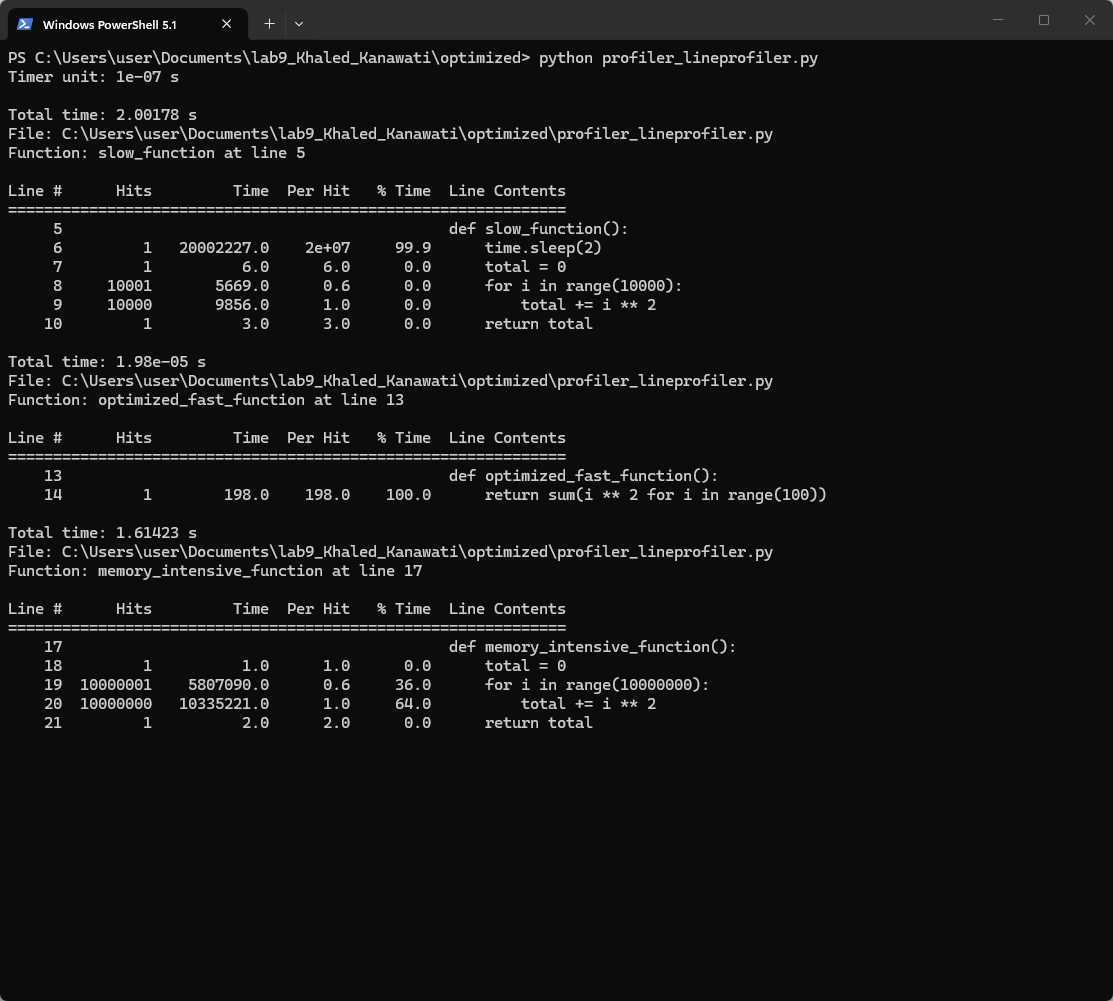 Windows PowerShell 5.1
PS C:\Users\user\Documents\lab9_Khaled_Kanawati\optimized> python profiler_lineprofiler.py
Timer unit: 1e-07 s

Total time: 2.00178 s
File: C:\Users\user\Documents\lab9_Khaled_Kanawati\optimized\profiler_lineprofiler.py
Function: slow_function at line 5

Line #      Hits         Time  Per Hit   % Time  Line Contents
==============================================================
     5                                           def slow_function():
     6         1   20002227.0    2e+07     99.9      time.sleep(2)
     7         1          6.0      6.0      0.0      total = 0
     8     10001       5669.0      0.6      0.0      for i in range(10000):
     9     10000       9856.0      1.0      0.0          total += i ** 2
    10         1          3.0      3.0      0.0      return total

Total time: 1.98e-05 s
File: C:\Users\user\Documents\lab9_Khaled_Kanawati\optimized\profiler_lineprofiler.py
Function: optimized_fast_function at line 13

Line #      Hits         Time  Per Hit   % Time  Line Contents
==============================================================
    13                                           def optimized_fast_function():
    14         1        198.0    198.0    100.0      return sum(i ** 2 for i in range(100))

Total time: 1.61423 s
File: C:\Users\user\Documents\lab9_Khaled_Kanawati\optimized\profiler_lineprofiler.py
Function: memory_intensive_function at line 17

Line #      Hits         Time  Per Hit   % Time  Line Contents
==============================================================
    17                                           def memory_intensive_function():
    18         1          1.0      1.0      0.0      total = 0
    19  10000001    5807090.0      0.6     36.0      for i in range(10000000):
    20  10000000   10335221.0      1.0     64.0          total += i ** 2
    21         1          2.0      2.0      0.0      return total